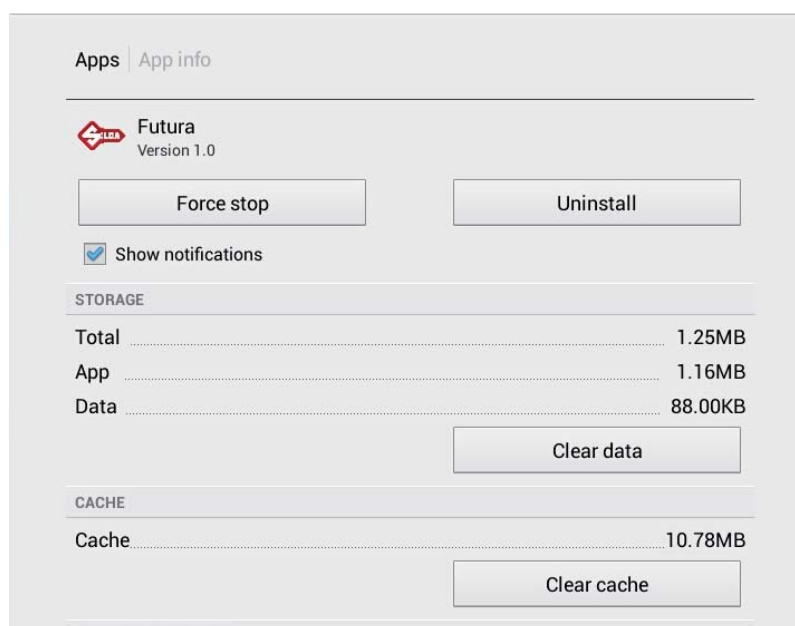 Apps App info
SILCA
Futura
Version 1.0
Force stop Uninstall
Show notifications
STORAGE
Total 1.25MB
App 1.16MB
Data 88.00KB
Clear data
CACHE
Cache 10.78MB
Clear cache